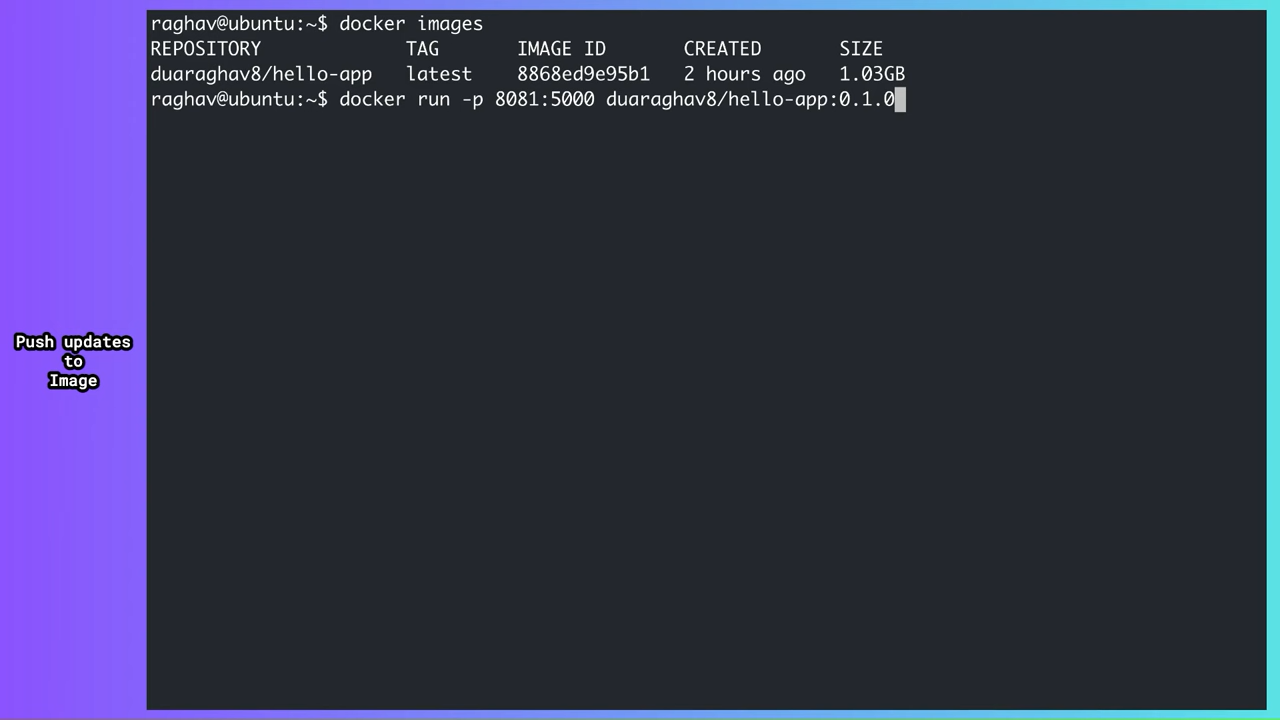 raghav@ubuntu:~$ docker images
REPOSITORY TAG IMAGE ID CREATED SIZE
duaraghav8/hello-app latest 8868ed9e95b1 2 hours ago 1.03GB
raghav@ubuntu:~$ docker run -p 8081:5000 duaraghav8/hello-app:0.1.0
Push updates
to
Image